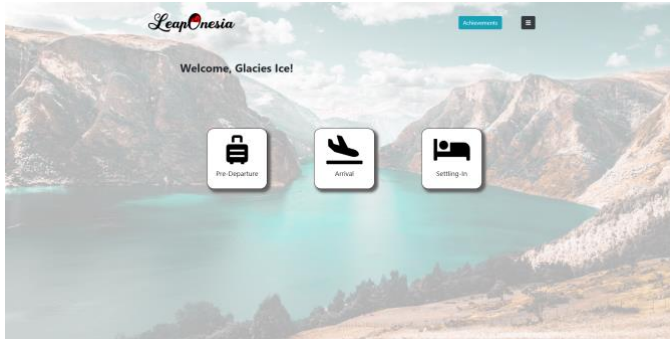 LeapOnesia
Achievements
Welcome, Glacies Ice!
Pre-Departure
Arrival
Settling-In